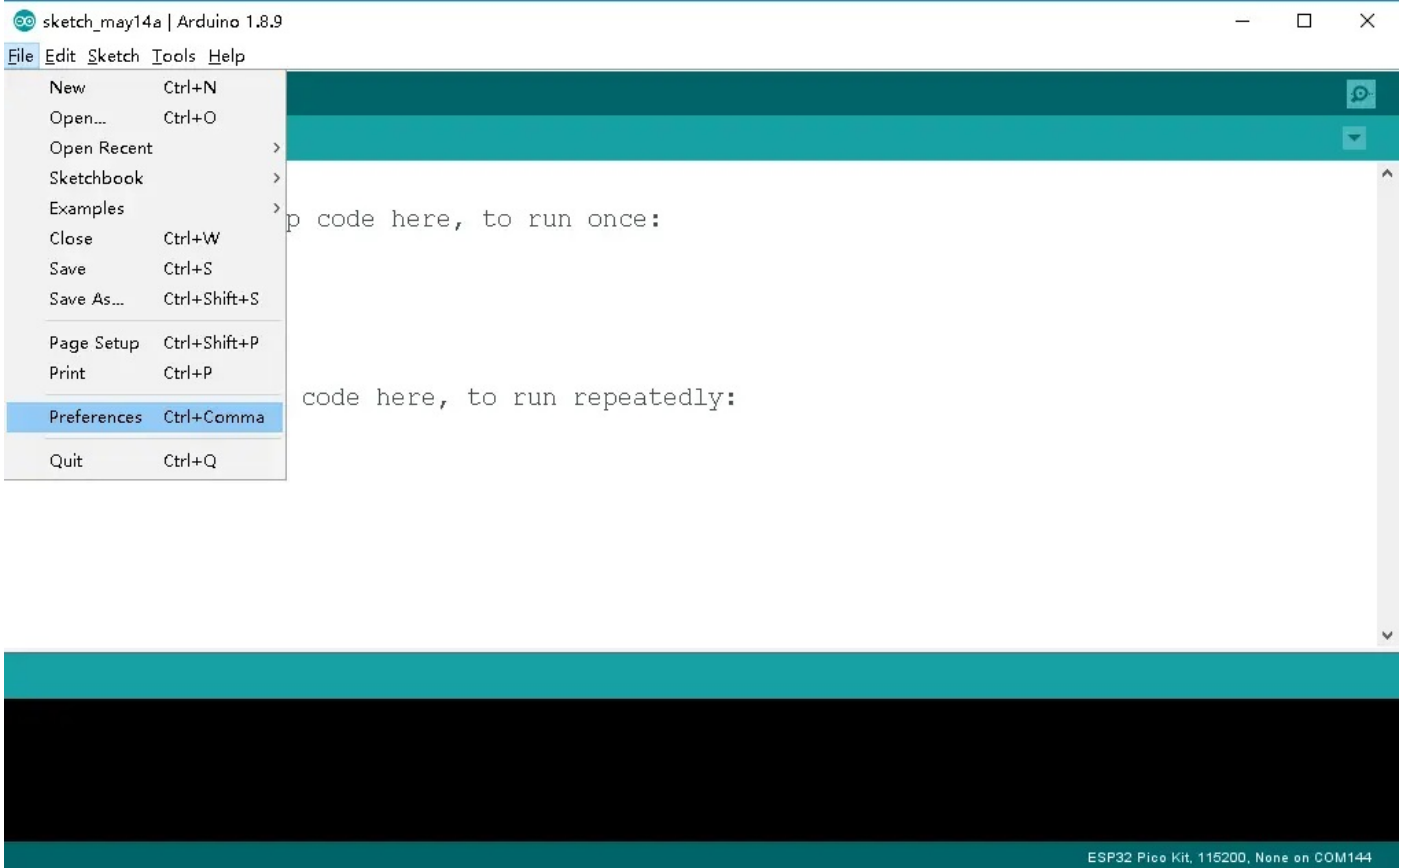 sketch_may14a | Arduino 1.8.9
File Edit Sketch Tools Help
New Ctrl+N
Open... Ctrl+O
Open Recent
Sketchbook
Examples
Close Ctrl+W
Save Ctrl+S
Save As... Ctrl+Shift+S
Page Setup Ctrl+Shift+P
Print Ctrl+P
Preferences Ctrl+Comma
Quit Ctrl+Q
p code here, to run once:
code here, to run repeatedly:
ESP32 Pico Kit, 115200, None on COM144